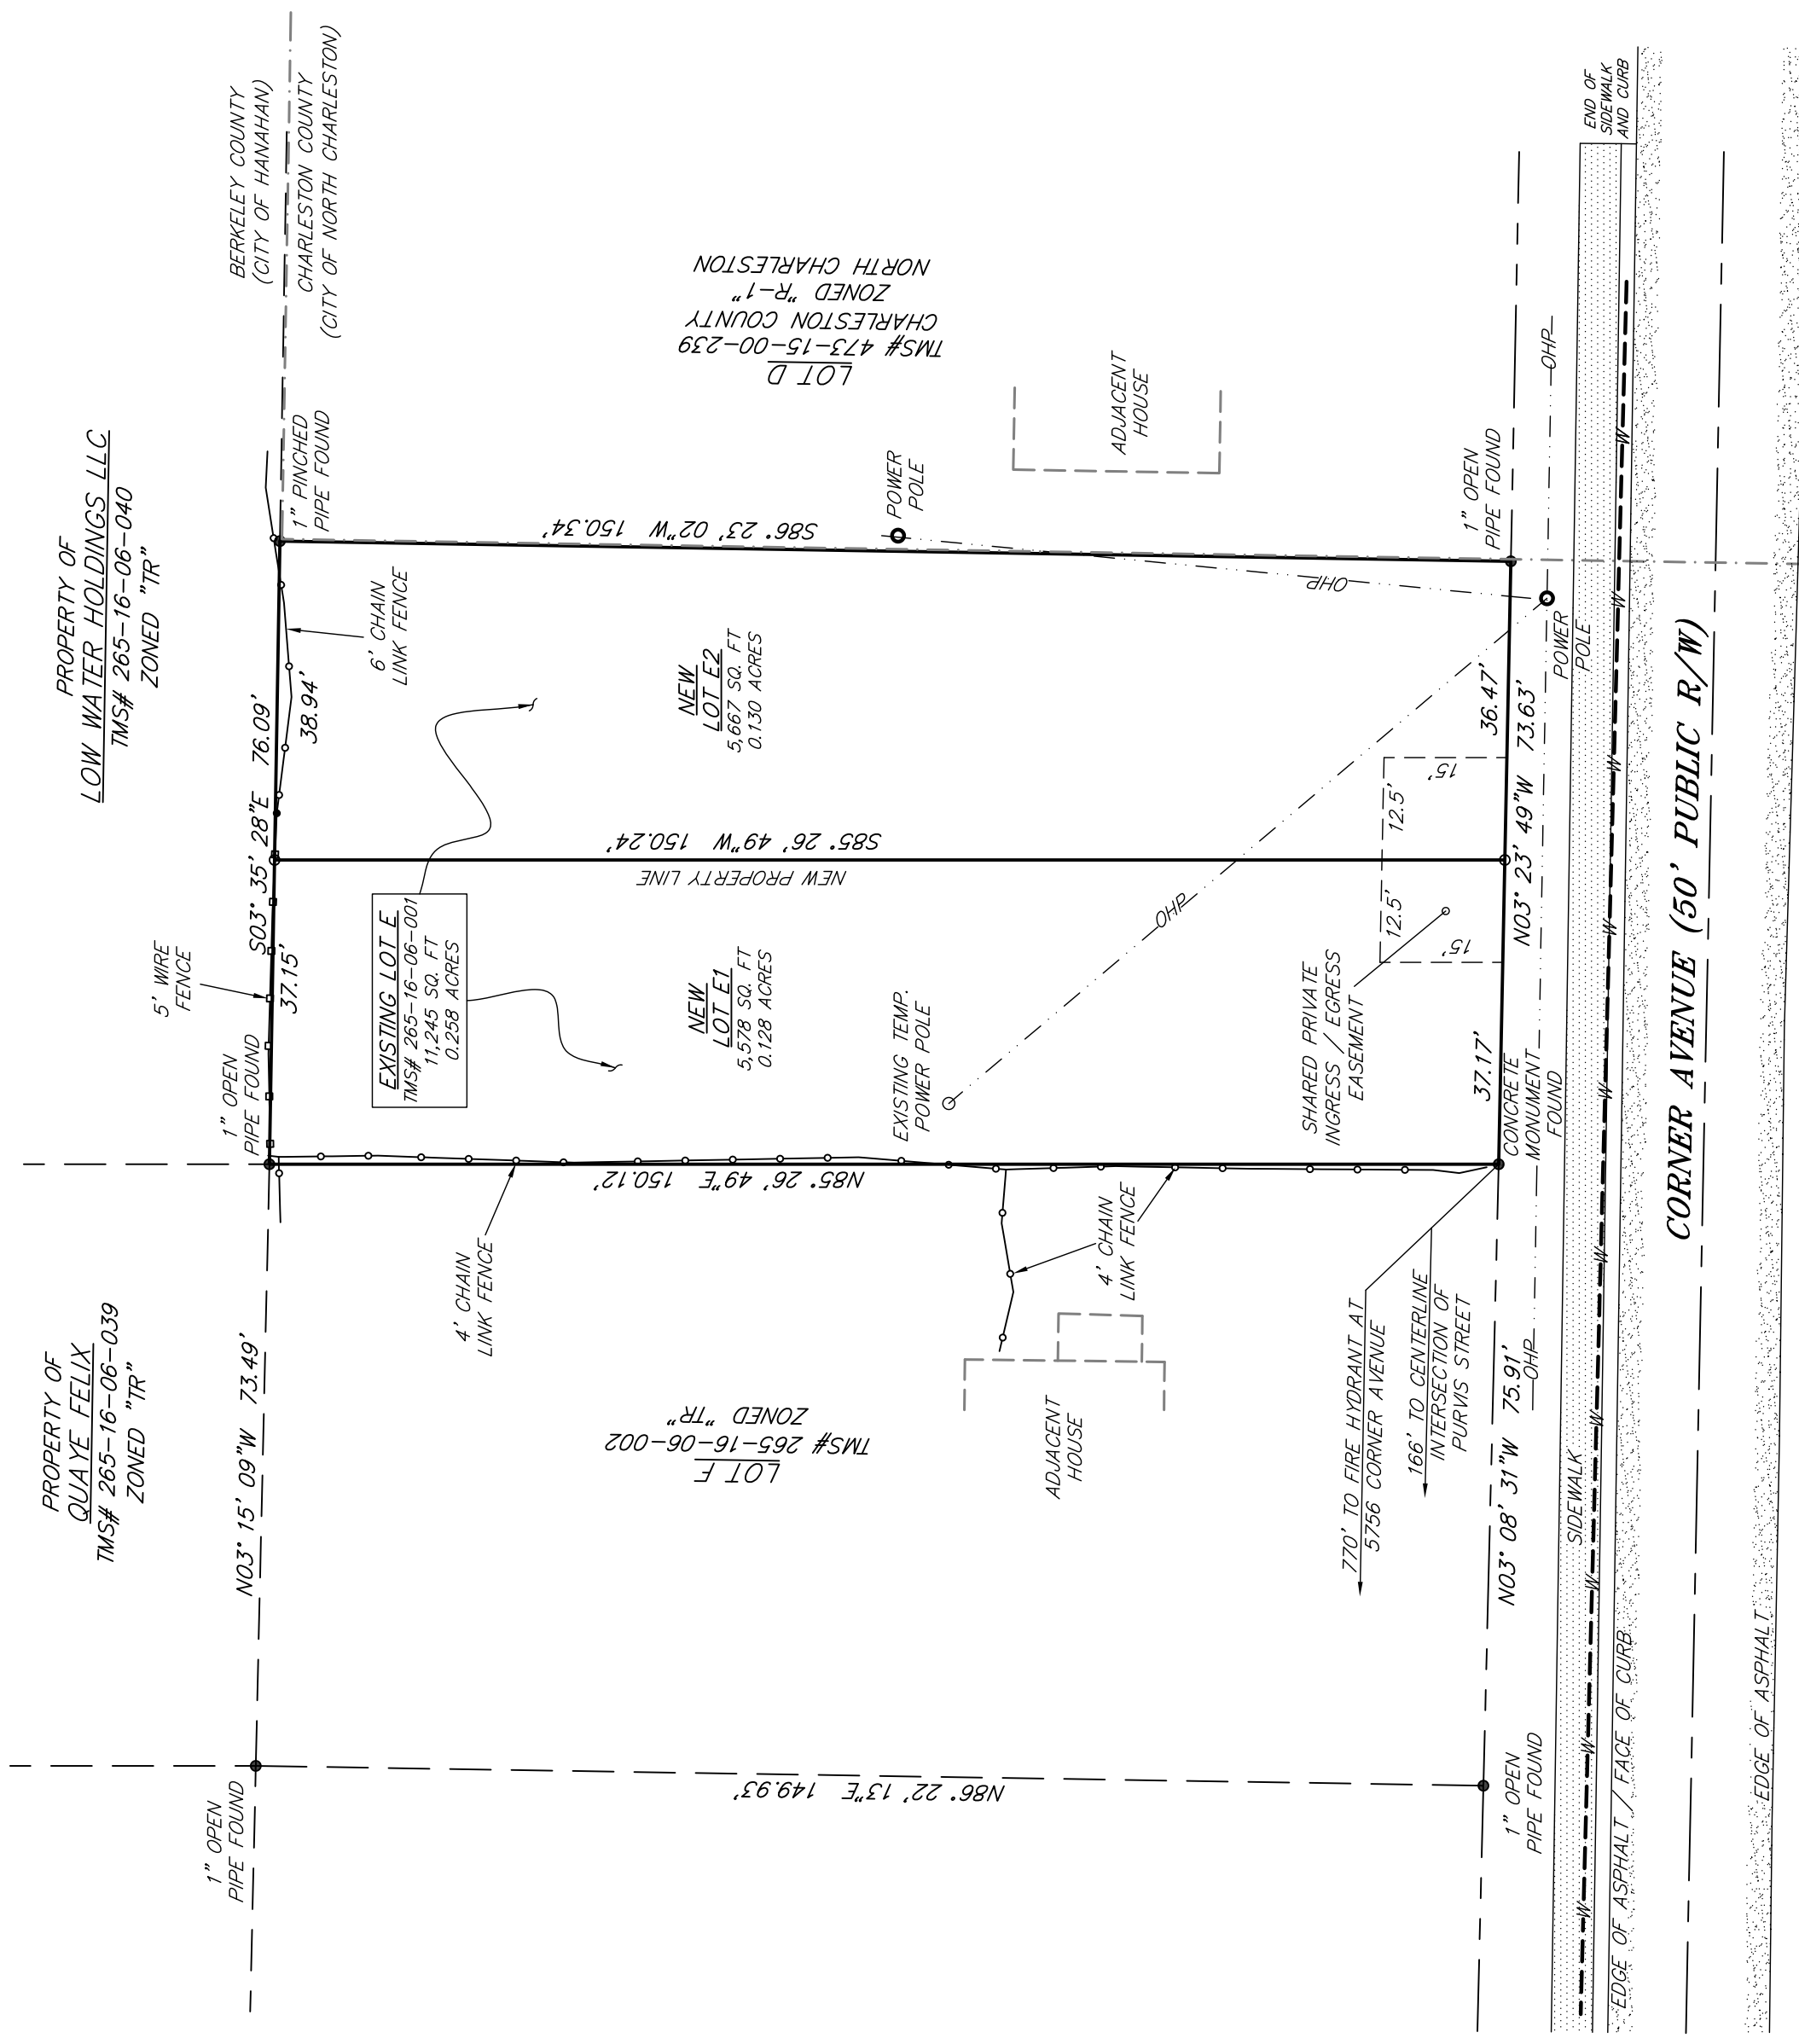 BERKELEY COUNTY
(CITY OF HANAHAN)
CHARLESTON COUNTY
(CITY OF NORTH CHARLESTON)
PROPERTY OF
LOW WATER HOLDINGS LLC
TMS# 265-16-06-040
ZONED "TR"
PROPERTY OF
QUAYE FELIX
TMS# 265-16-06-039
ZONED "TR"
1" OPEN
PIPE FOUND
N03° 15' 09"W 73.49'
1" OPEN
PIPE FOUND
5' WIRE
FENCE
S03° 35' 28"E 76.09'
37.15'
38.94'
1" PINCHED
PIPE FOUND
6' CHAIN
LINK FENCE
EXISTING LOT E
TMS# 265-16-06-001
11,245 SQ. FT
0.258 ACRES
LOT D
TMS# 473-15-00-239
CHARLESTON COUNTY
ZONED "R-1"
NORTH CHARLESTON
S86° 23' 02"W 150.34'
NEW
LOT E2
5,667 SQ. FT
0.130 ACRES
S85° 26' 49"W 150.24'
NEW PROPERTY LINE
NEW
LOT E1
5,578 SQ. FT
0.128 ACRES
N85° 26' 49"E 150.12'
4' CHAIN
LINK FENCE
LOT F
TMS# 265-16-06-002
ZONED "TR"
N86° 22' 13"E 149.93'
POWER
POLE
ADJACENT
HOUSE
OHP
EXISTING TEMP.
POWER POLE
OHP
4' CHAIN
LINK FENCE
ADJACENT
HOUSE
SHARED PRIVATE
INGRESS / EGRESS
EASEMENT
12.5'
12.5'
15'
15'
770' TO FIRE HYDRANT AT
5756 CORNER AVENUE
166' TO CENTERLINE
INTERSECTION OF
PURVIS STREET
1" OPEN
PIPE FOUND
36.47'
37.17'
N03° 23' 49"W 73.63'
CONCRETE
MONUMENT
FOUND
POWER
POLE
OHP
N03° 08' 31"W 75.91'
OHP
1" OPEN
PIPE FOUND
SIDEWALK
END OF
SIDEWALK
AND CURB
W
W
W
W
W
W
W
W
W
W
EDGE OF ASPHALT / FACE OF CURB
CORNER AVENUE (50' PUBLIC R/W)
EDGE OF ASPHALT